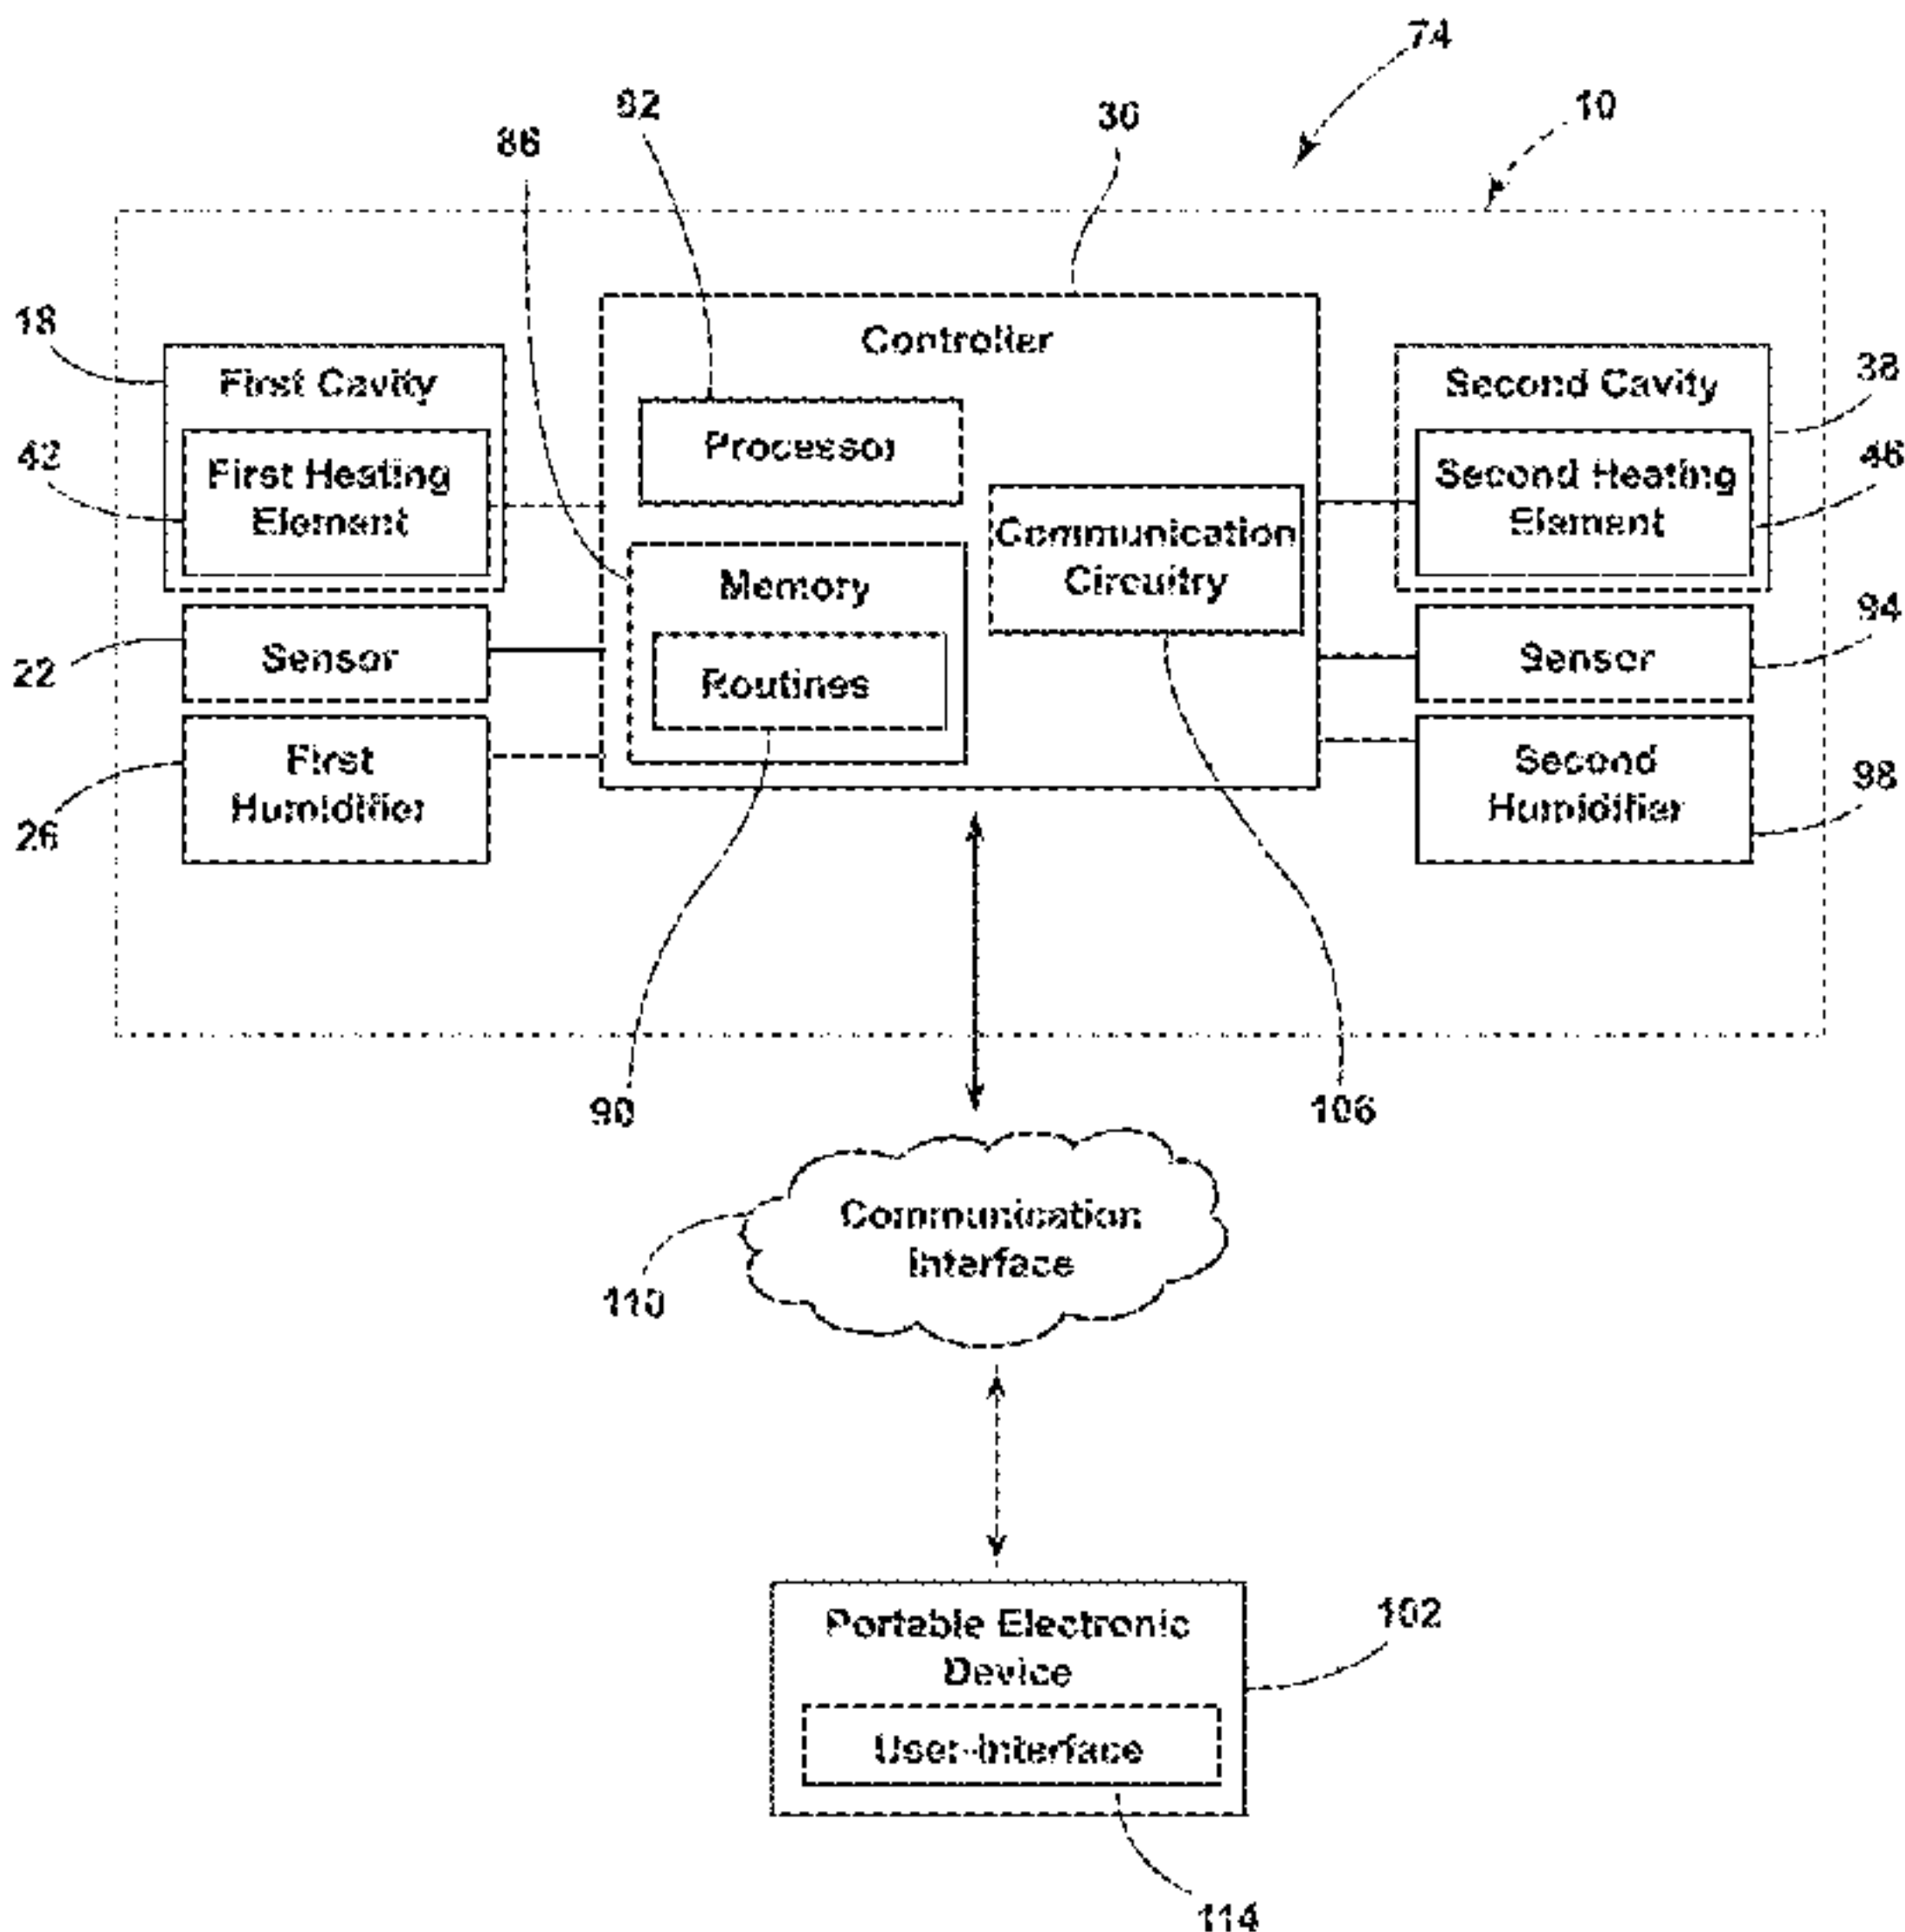 74
10
82
30
86
18
Controller
First Cavity
Second Cavity
38
Processor
42
First Heating
Element
Second Heating
Element
46
Communication
Circuitry
Memory
Routines
22
Sensor
Sensor
94
First
Humidifier
26
Second
Humidifier
98
90
106
Communication
Interface
110
Portable Electronic
Device
102
User-Interface
114